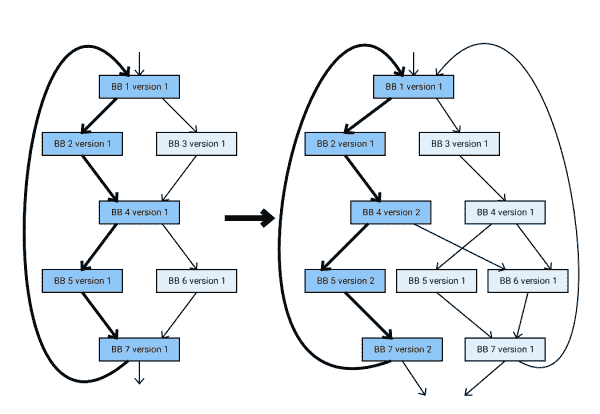 BB 1 version 1
BB 2 version 1
BB 3 version 1
BB 4 version 1
BB 5 version 1
BB 6 version 1
BB 7 version 1
BB 1 version 1
BB 2 version 1
BB 3 version 1
BB 4 version 2
BB 4 version 1
BB 5 version 2
BB 5 version 1
BB 6 version 1
BB 7 version 2
BB 7 version 1